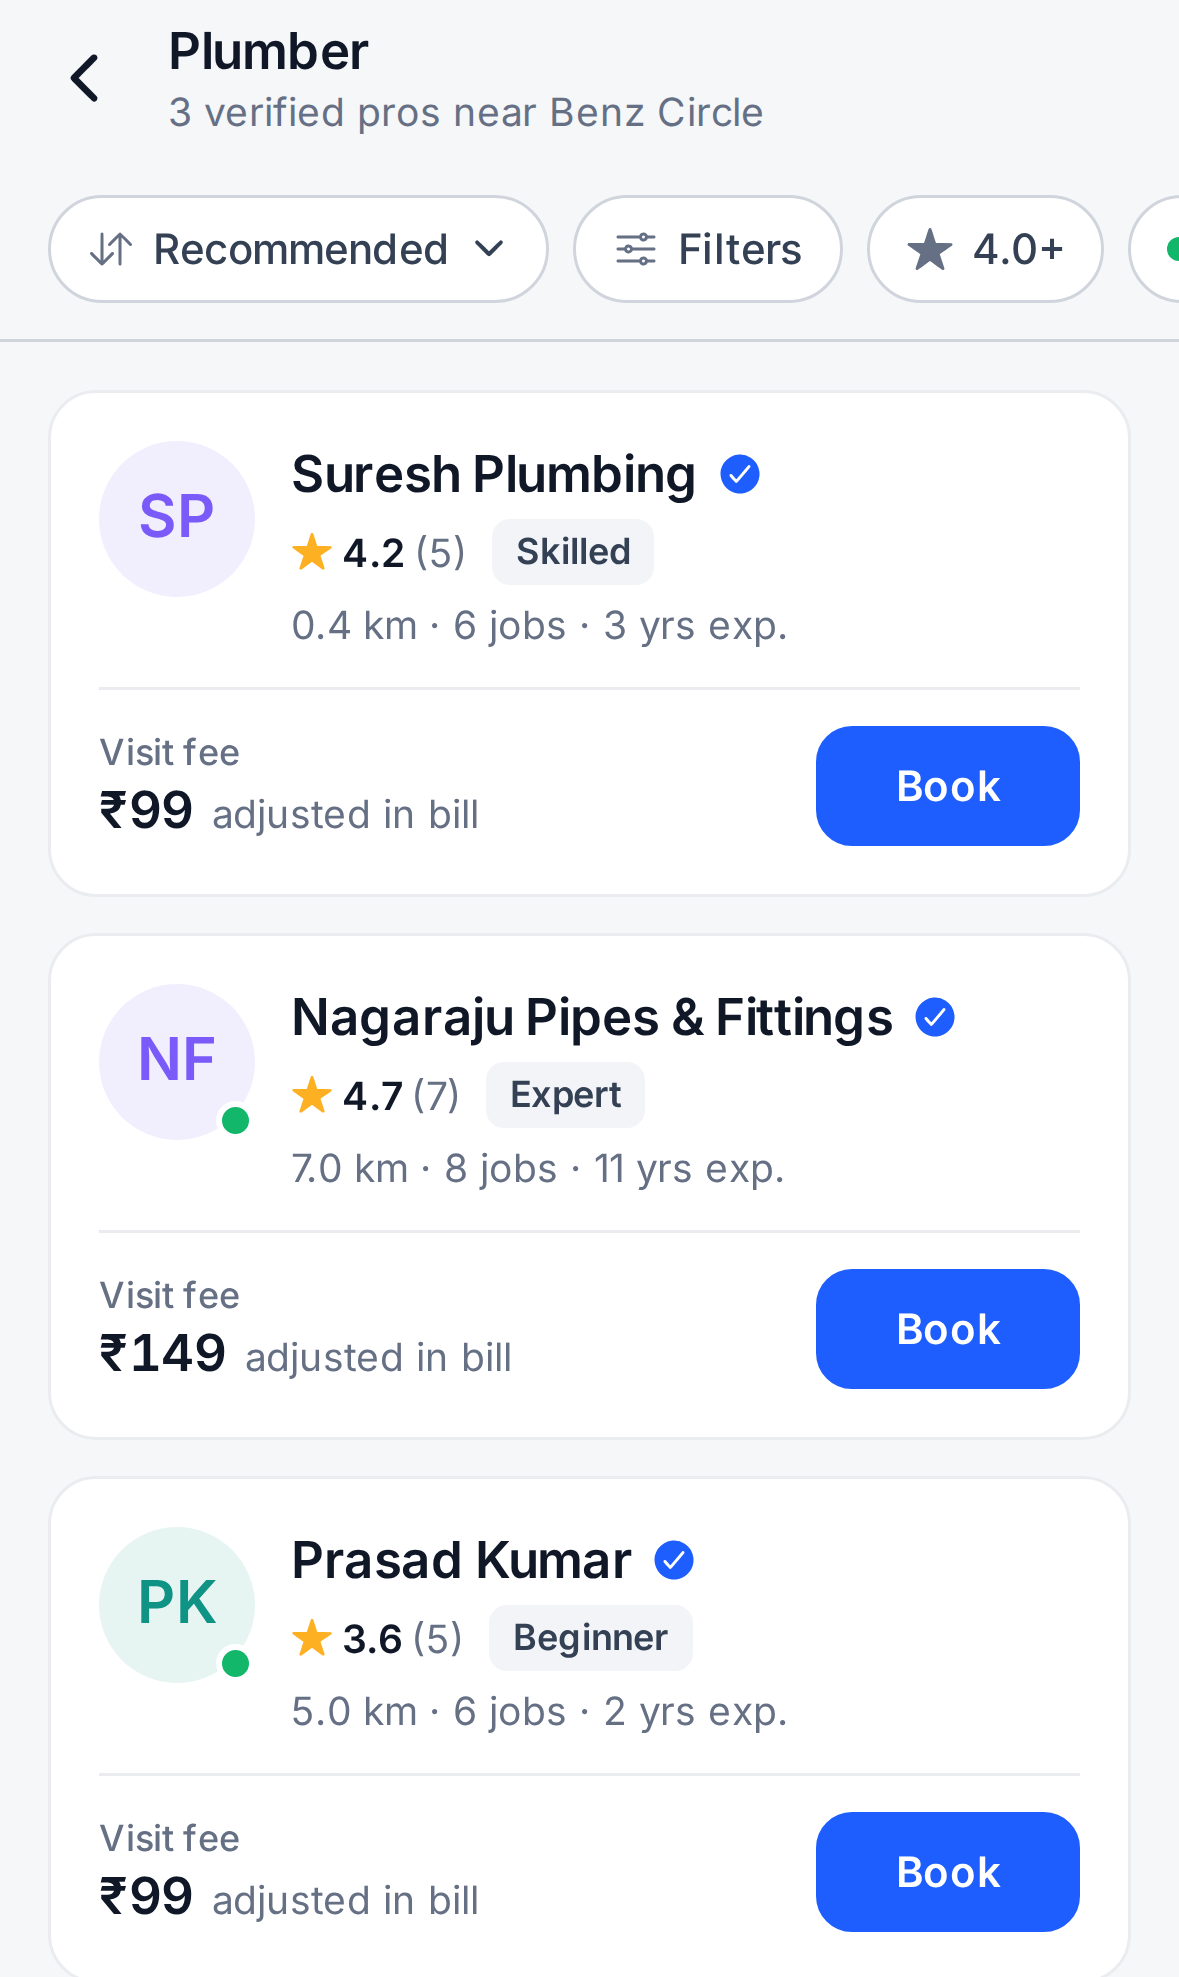 Plumber
3 verified pros near Benz Circle
Recommended
Filters
4.0+
SP
Suresh Plumbing
4.2 (5) Skilled
0.4 km · 6 jobs · 3 yrs exp.
Visit fee
₹99 adjusted in bill
Book
NF
Nagaraju Pipes & Fittings
4.7 (7) Expert
7.0 km · 8 jobs · 11 yrs exp.
Visit fee
₹149 adjusted in bill
Book
PK
Prasad Kumar
3.6 (5) Beginner
5.0 km · 6 jobs · 2 yrs exp.
Visit fee
₹99 adjusted in bill
Book